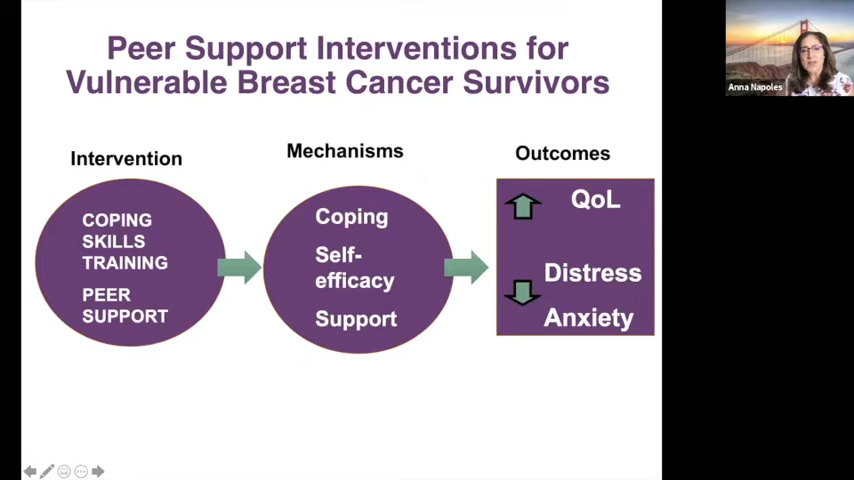 Peer Support Interventions for
Vulnerable Breast Cancer Survivors
Intervention
COPING
SKILLS
TRAINING
PEER
SUPPORT
Mechanisms
Coping
Self-
efficacy
Support
Outcomes
QoL
Distress
Anxiety
Anna Napoles